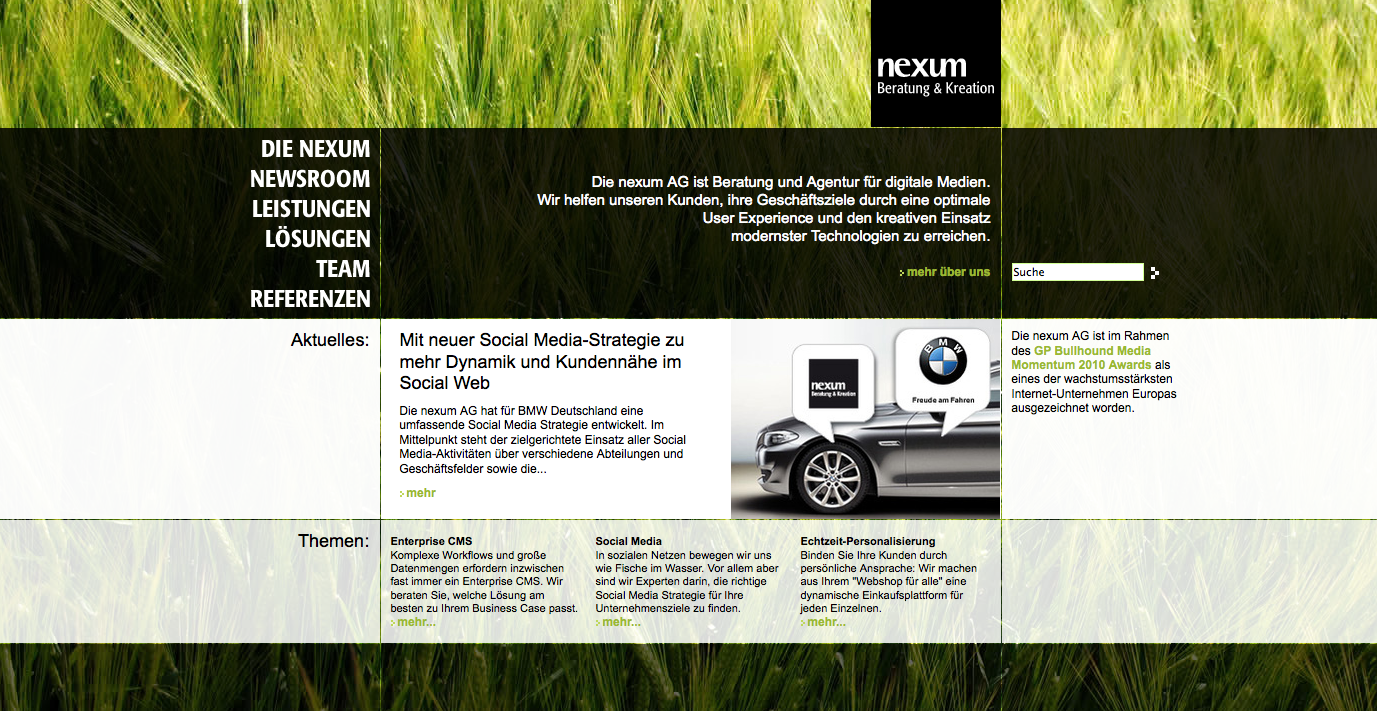 nexum
Beratung & Kreation
DIE NEXUM
NEWSROOM
LEISTUNGEN
LÖSUNGEN
TEAM
REFERENZEN
Die nexum AG ist Beratung und Agentur für digitale Medien.
Wir helfen unseren Kunden, ihre Geschäftsziele durch eine optimale
User Experience und den kreativen Einsatz
modernster Technologien zu erreichen.
mehr über uns
Suche
Aktuelles:
Mit neuer Social Media-Strategie zu
mehr Dynamik und Kundennähe im
Social Web
Die nexum AG hat für BMW Deutschland eine
umfassende Social Media Strategie entwickelt. Im
Mittelpunkt steht der zielgerichtete Einsatz aller Social
Media-Aktivitäten über verschiedene Abteilungen und
Geschäftsfelder sowie die...
mehr
nexum
Beratung & Kreation
BMW
Freude am Fahren
Die nexum AG ist im Rahmen
des GP Bullhound Media
Momentum 2010 Awards als
eines der wachstumsstärksten
Internet-Unternehmen Europas
ausgezeichnet worden.
Themen:
Enterprise CMS
Komplexe Workflows und große
Datenmengen erfordern inzwischen
fast immer ein Enterprise CMS. Wir
beraten Sie, welche Lösung am
besten zu Ihrem Business Case passt.
mehr...
Social Media
In sozialen Netzen bewegen wir uns
wie Fische im Wasser. Vor allem aber
sind wir Experten darin, die richtige
Social Media Strategie für Ihre
Unternehmensziele zu finden.
mehr...
Echtzeit-Personalisierung
Binden Sie Ihre Kunden durch
persönliche Ansprache: Wir machen
aus Ihrem "Webshop für alle" eine
dynamische Einkaufsplattform für
jeden Einzelnen.
mehr...